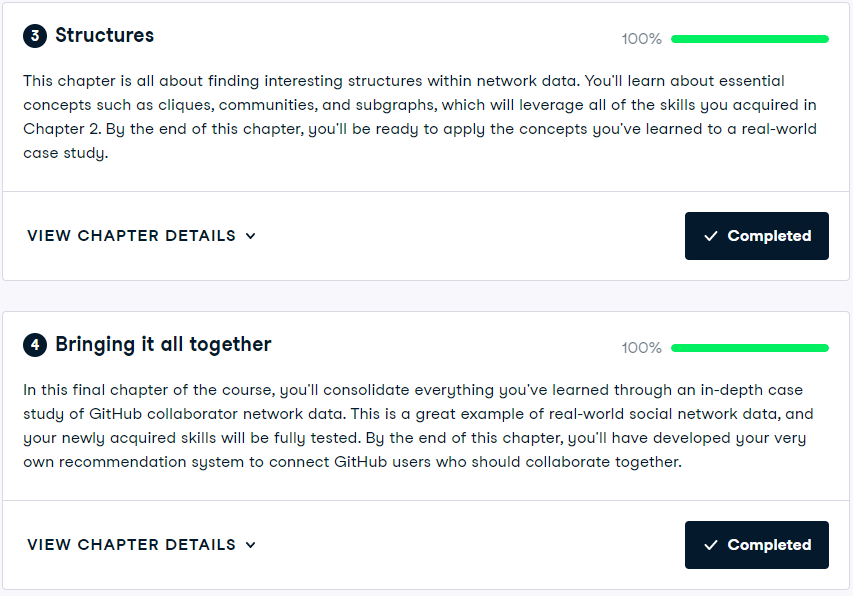 3 Structures
100%
This chapter is all about finding interesting structures within network data. You'll learn about essential
concepts such as cliques, communities, and subgraphs, which will leverage all of the skills you acquired in
Chapter 2. By the end of this chapter, you'll be ready to apply the concepts you've learned to a real-world
case study.
VIEW CHAPTER DETAILS
Completed
4 Bringing it all together
100%
In this final chapter of the course, you'll consolidate everything you've learned through an in-depth case
study of GitHub collaborator network data. This is a great example of real-world social network data, and
your newly acquired skills will be fully tested. By the end of this chapter, you'll have developed your very
own recommendation system to connect GitHub users who should collaborate together.
VIEW CHAPTER DETAILS
Completed